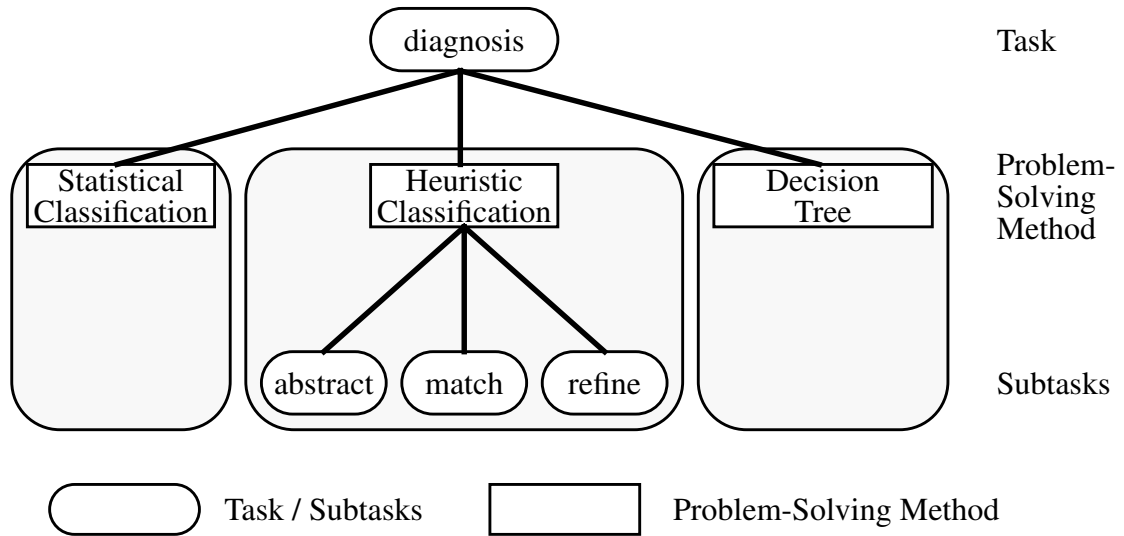 diagnosis
Task
Statistical
Classification
Heuristic
Classification
Decision
Tree
Problem-
Solving
Method
abstract
match
refine
Subtasks
Task / Subtasks
Problem-Solving Method